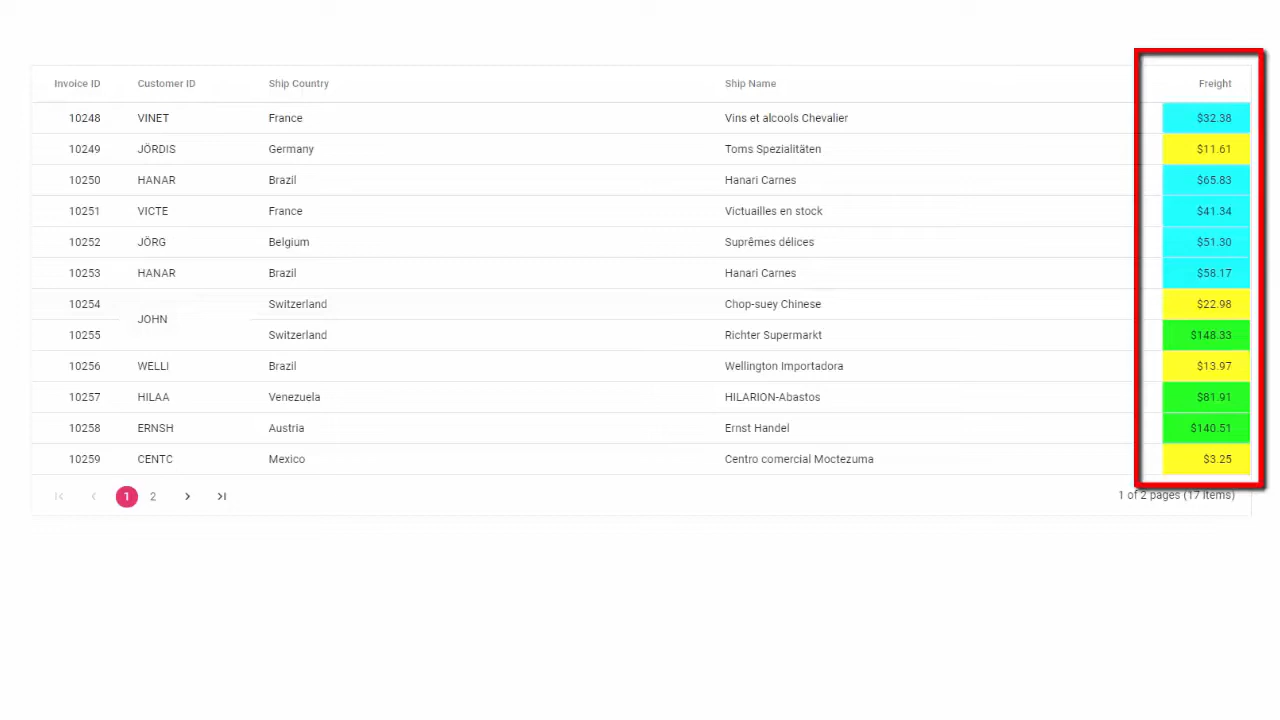 Invoice ID Customer ID Ship Country Ship Name Freight
10248 VINET France Vins et alcools Chevalier $32.38
10249 JÖRDIS Germany Toms Spezialitäten $11.61
10250 HANAR Brazil Hanari Carnes $65.83
10251 VICTE France Victuailles en stock $41.34
10252 JÖRG Belgium Suprêmes délices $51.30
10253 HANAR Brazil Hanari Carnes $58.17
10254 Switzerland Chop-suey Chinese $22.98
JOHN
10255 Switzerland Richter Supermarkt $148.33
10256 WELLI Brazil Wellington Importadora $13.97
10257 HILAA Venezuela HILARION-Abastos $81.91
10258 ERNSH Austria Ernst Handel $140.51
10259 CENTC Mexico Centro comercial Moctezuma $3.25
1 2 1 of 2 pages (17 items)